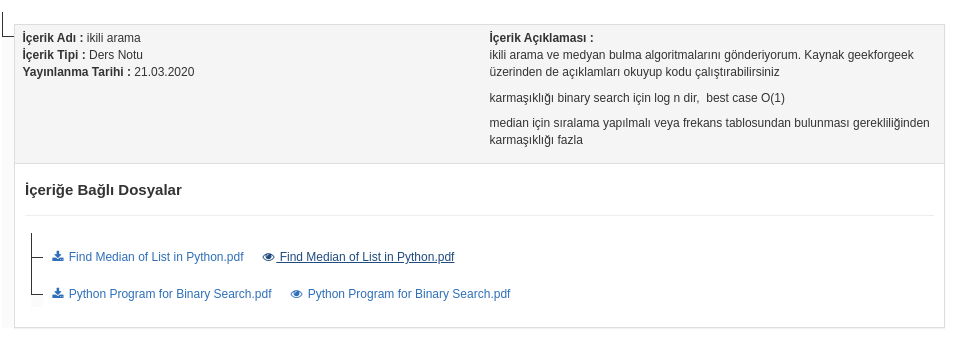 İçerik Adı : ikili arama
İçerik Tipi : Ders Notu
Yayınlanma Tarihi : 21.03.2020
İçerik Açıklaması :
ikili arama ve medyan bulma algoritmalarını gönderiyorum. Kaynak geekforgeek
üzerinden de açıklamları okuyup kodu çalıştırabilirsiniz
karmaşıklığı binary search için log n dir,  best case O(1)
median için sıralama yapılmalı veya frekans tablosundan bulunması gerekliliğinden
karmaşıklığı fazla
İçeriğe Bağlı Dosyalar
Find Median of List in Python.pdf Find Median of List in Python.pdf
Python Program for Binary Search.pdf Python Program for Binary Search.pdf